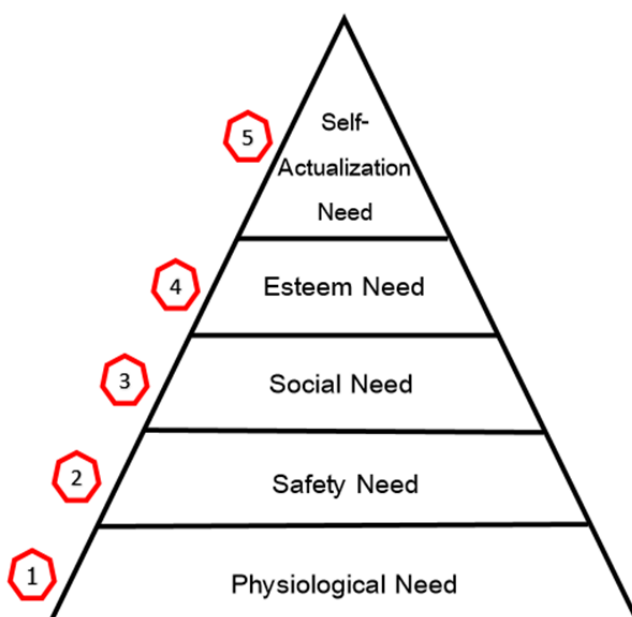 5
Self-
Actualization
Need
4
Esteem Need
3
Social Need
2
Safety Need
1
Physiological Need